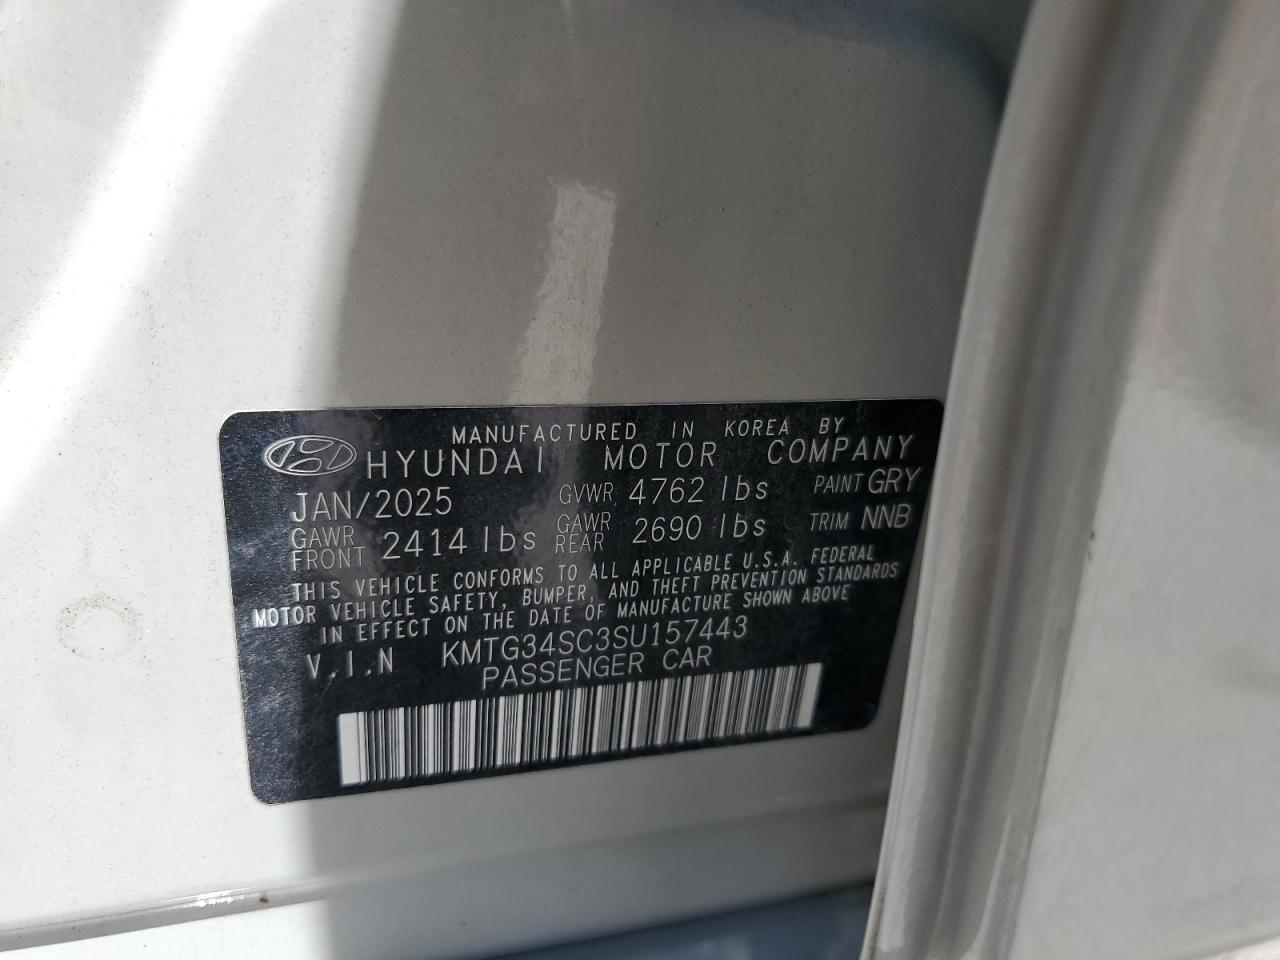 MANUFACTURED IN KOREA BY
HYUNDAI MOTOR COMPANY
JAN/2025 GVWR 4762 lbs PAINT GRY
GAWR FRONT 2414 lbs GAWR REAR 2690 lbs TRIM NNB
THIS VEHICLE CONFORMS TO ALL APPLICABLE U.S.A. FEDERAL
MOTOR VEHICLE SAFETY, BUMPER, AND THEFT PREVENTION STANDARDS
IN EFFECT ON THE DATE OF MANUFACTURE SHOWN ABOVE
V.I.N KMTG34SC3SU157443
PASSENGER CAR